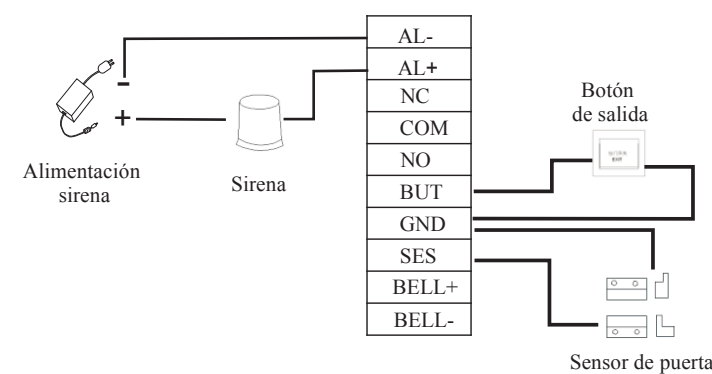 AL-
AL+
NC
COM
NO
BUT
GND
SES
BELL+
BELL-
-
+
Alimentación
sirena
Sirena
Botón
de salida
Sensor de puerta